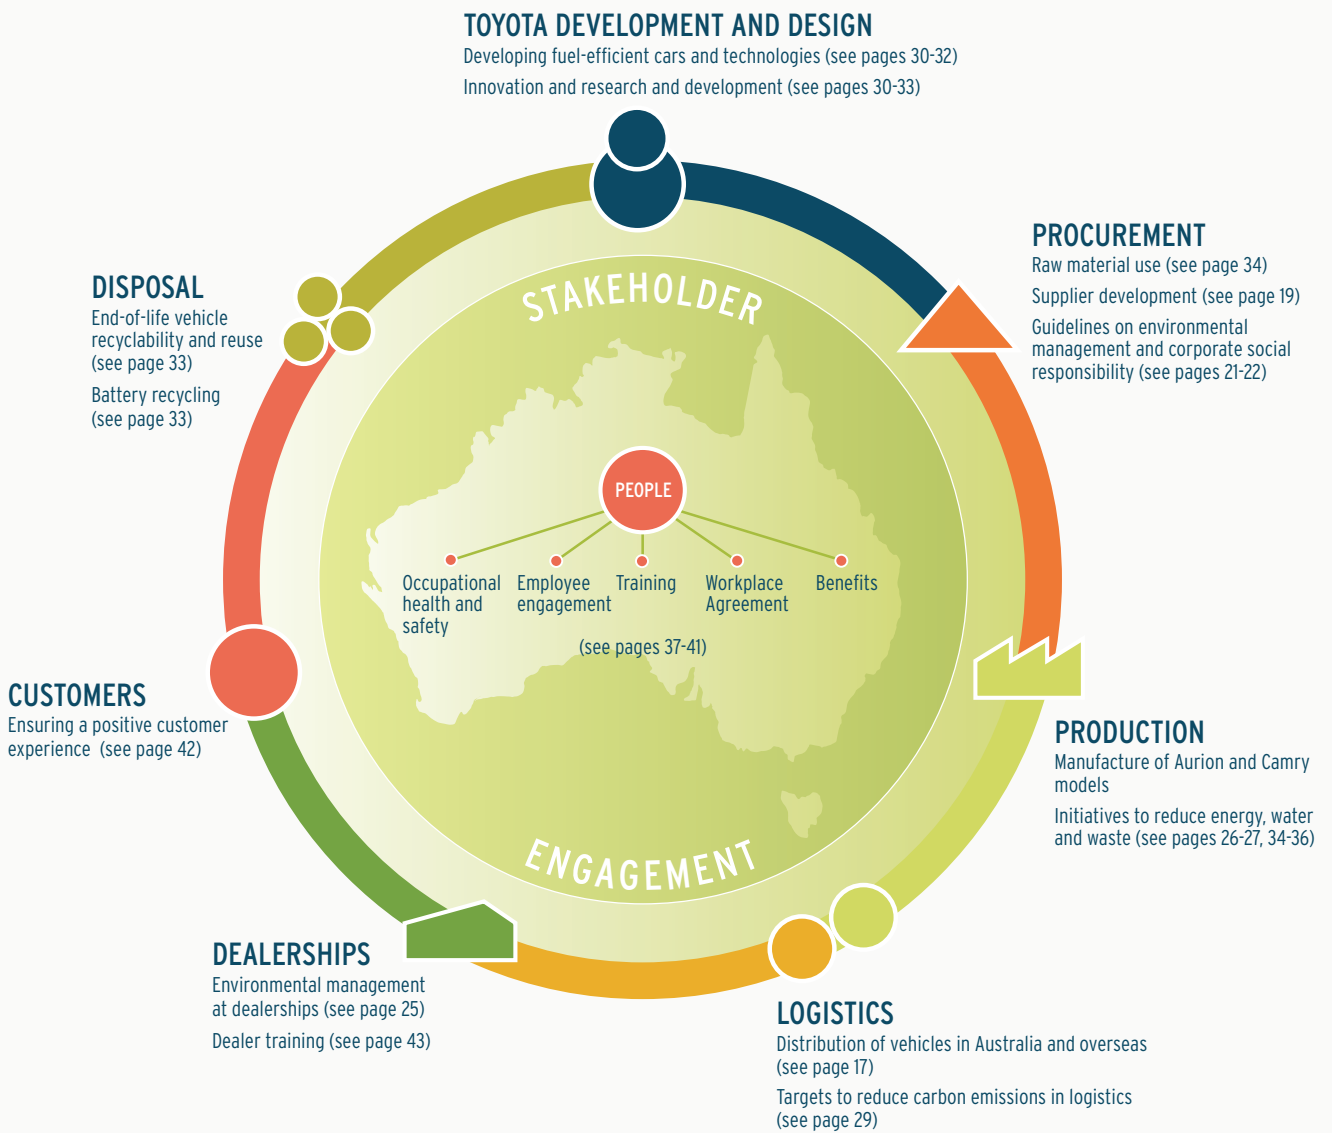 TOYOTA DEVELOPMENT AND DESIGN
Developing fuel-efficient cars and technologies (see pages 30-32)
Innovation and research and development (see pages 30-33)
PROCUREMENT
Raw material use (see page 34)
Supplier development (see page 19)
Guidelines on environmental
management and corporate social
responsibility (see pages 21-22)
DISPOSAL
End-of-life vehicle
recyclability and reuse
(see page 33)
Battery recycling
(see page 33)
STAKEHOLDER
PEOPLE
Occupational
health and
safety
Employee
engagement
Training
Workplace
Agreement
Benefits
(see pages 37-41)
ENGAGEMENT
CUSTOMERS
Ensuring a positive customer
experience (see page 42)
PRODUCTION
Manufacture of Aurion and Camry
models
Initiatives to reduce energy, water
and waste (see pages 26-27, 34-36)
DEALERSHIPS
Environmental management
at dealerships (see page 25)
Dealer training (see page 43)
LOGISTICS
Distribution of vehicles in Australia and overseas
(see page 17)
Targets to reduce carbon emissions in logistics
(see page 29)